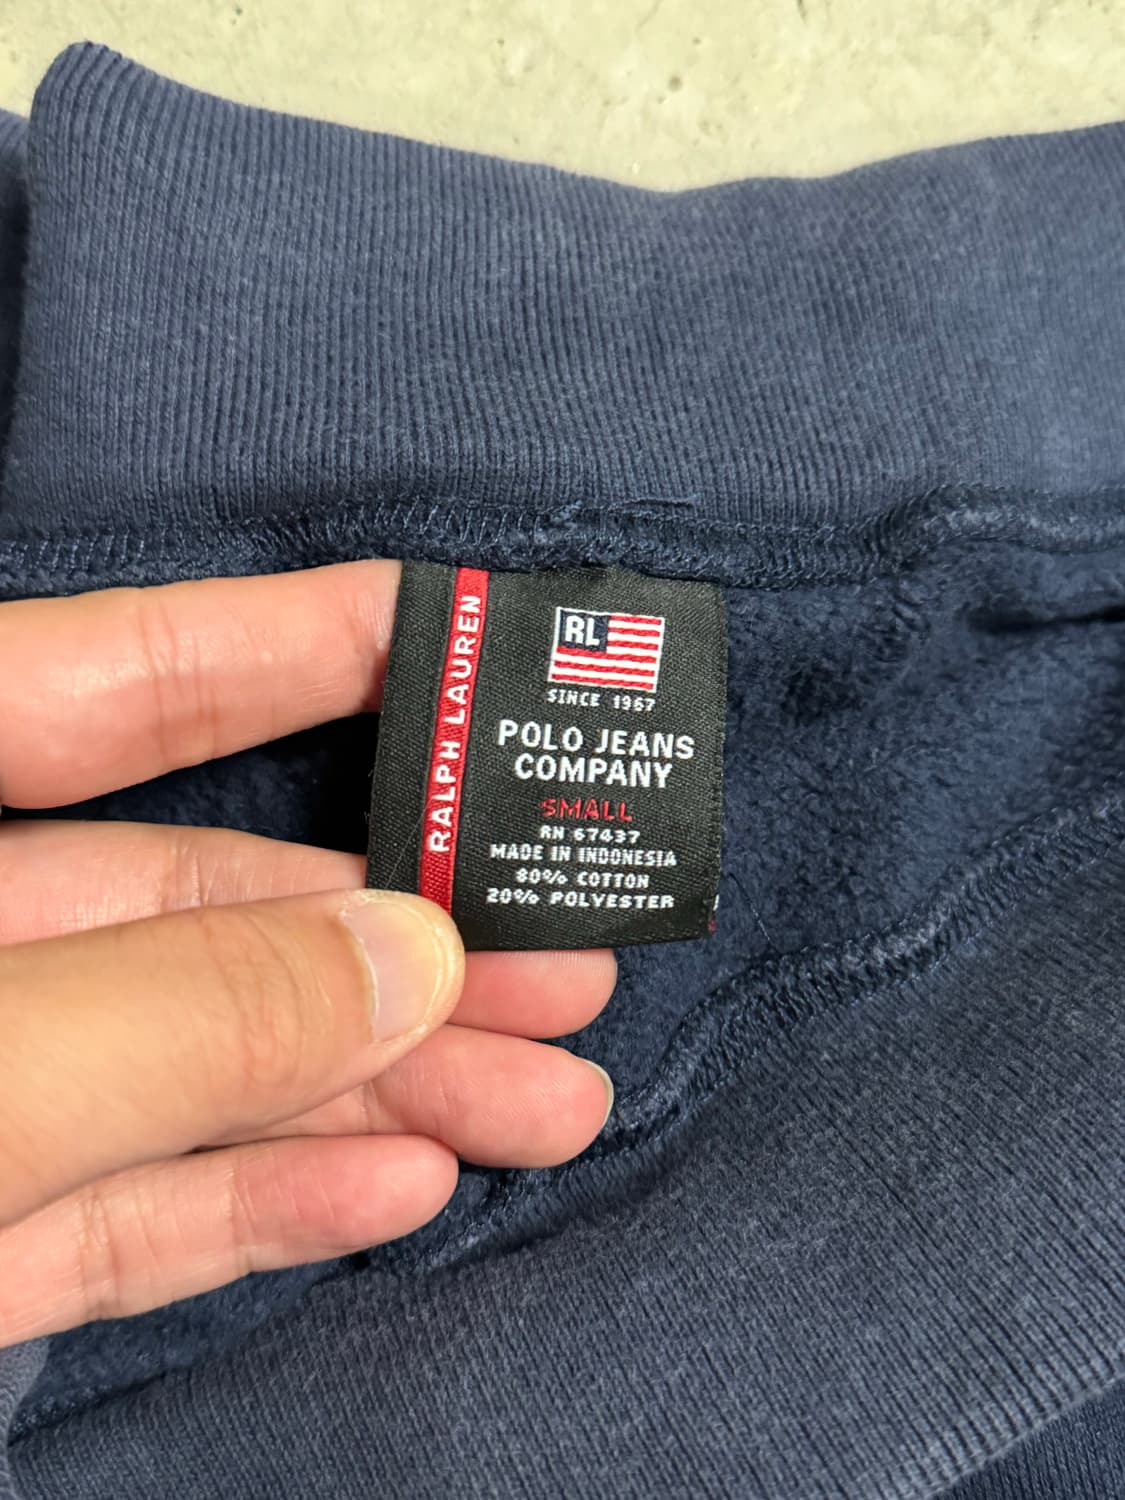 RALPH LAUREN
RL
SINCE 1967
POLO JEANS
COMPANY
SMALL
RN 67437
MADE IN INDONESIA
80% COTTON
20% POLYESTER